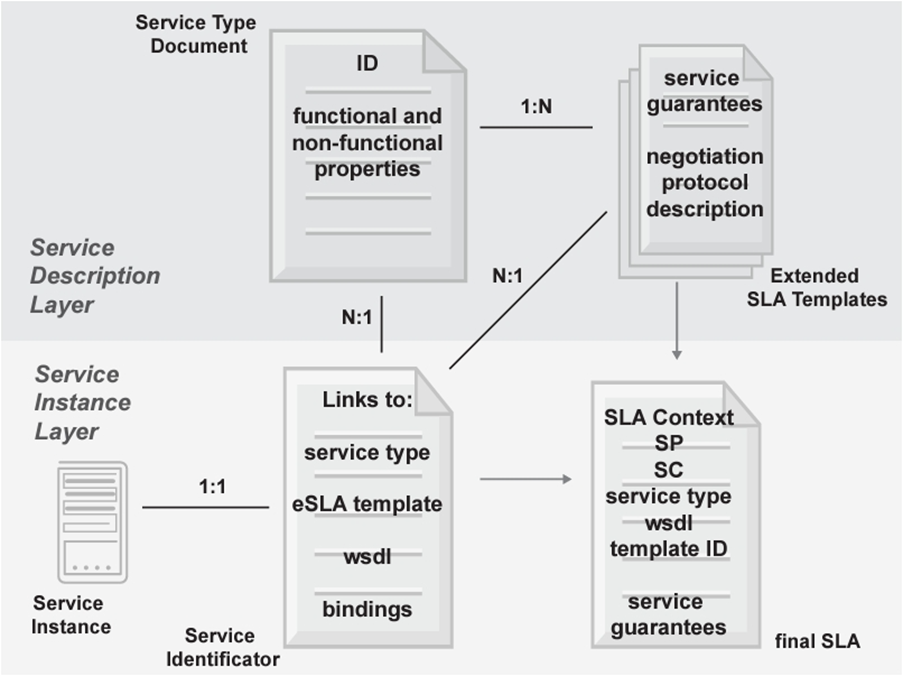 Service Type
Document
ID
functional and
non-functional
properties
1:N
service
guarantees
negotiation
protocol
description
Service
Description
Layer
N:1
N:1
Extended
SLA Templates
Service
Instance
Layer
1:1
Service
Instance
Links to:
service type
eSLA template
wsdl
bindings
Service
Identificator
SLA Context
SP
SC
service type
wsdl
template ID
service
guarantees
final SLA